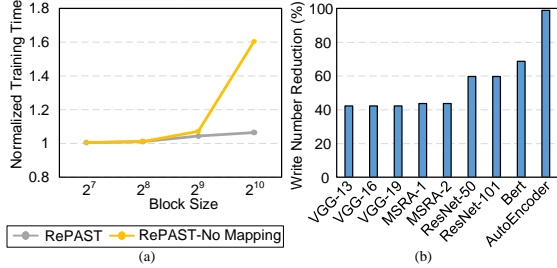 (a)
Normalized Training Time
1.8
1.6
1.4
1.2
1
0.8
2^7
2^8
2^9
2^10
Block Size
RePAST
RePAST-No Mapping
(a)
(b)
Write Number Reduction (%)
100
80
60
40
20
0
VGG-13
VGG-16
VGG-19
MSRA-1
MSRA-2
ResNet-50
ResNet-101
Bert
AutoEncoder
(b)